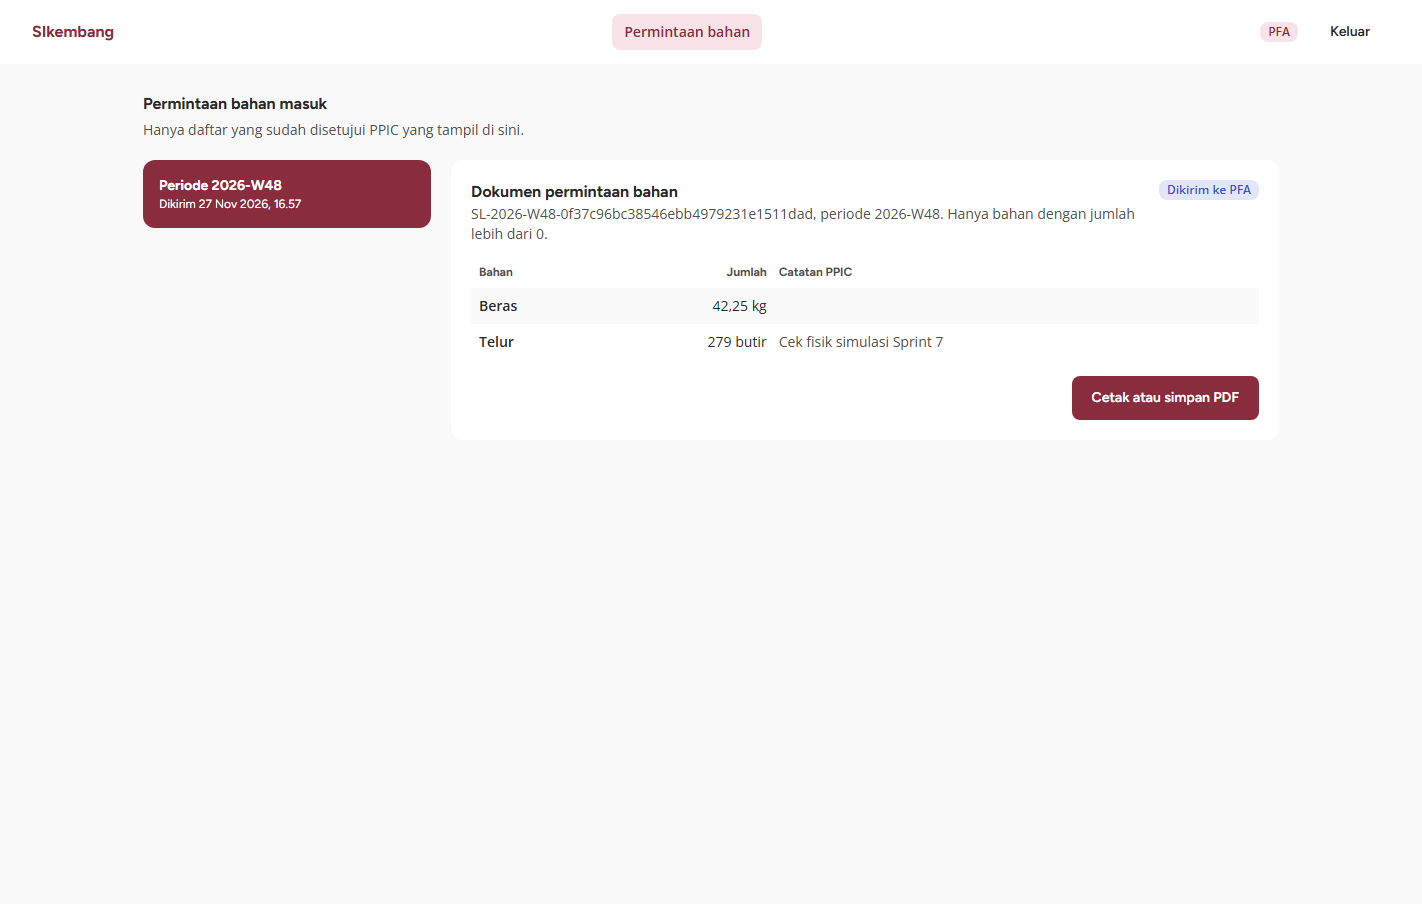 SIkembang
Permintaan bahan
PFA
Keluar
Permintaan bahan masuk
Hanya daftar yang sudah disetujui PPIC yang tampil di sini.
Periode 2026-W48
Dikirim 27 Nov 2026, 16.57
Dokumen permintaan bahan
Dikirim ke PFA
SL-2026-W48-0f37c96bc38546ebb4979231e1511dad, periode 2026-W48. Hanya bahan dengan jumlah
lebih dari 0.
Bahan Jumlah Catatan PPIC
Beras 42,25 kg
Telur 279 butir Cek fisik simulasi Sprint 7
Cetak atau simpan PDF